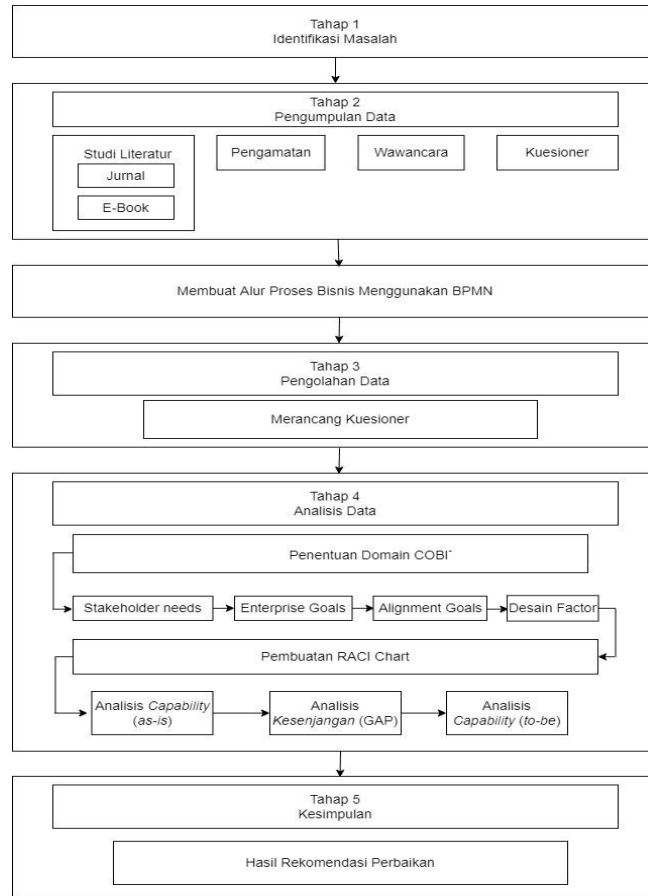 Tahap 1
Identifikasi Masalah
Tahap 2
Pengumpulan Data
Studi Literatur
Jurnal
E-Book
Pengamatan
Wawancara
Kuesioner
Membuat Alur Proses Bisnis Menggunakan BPMN
Tahap 3
Pengolahan Data
Merancang Kuesioner
Tahap 4
Analisis Data
Penentuan Domain
Stakeholder needs
Enterprise Goals
Alignment Goals
Desain Factor
Pembuatan RACI Chart
Analisis Capability
(as-is)
Analisis
Kesenjangan (GAP)
Analisis
Capability (to-be)
Tahap 5
Kesimpulan
Hasil Rekomendasi Perbaikan